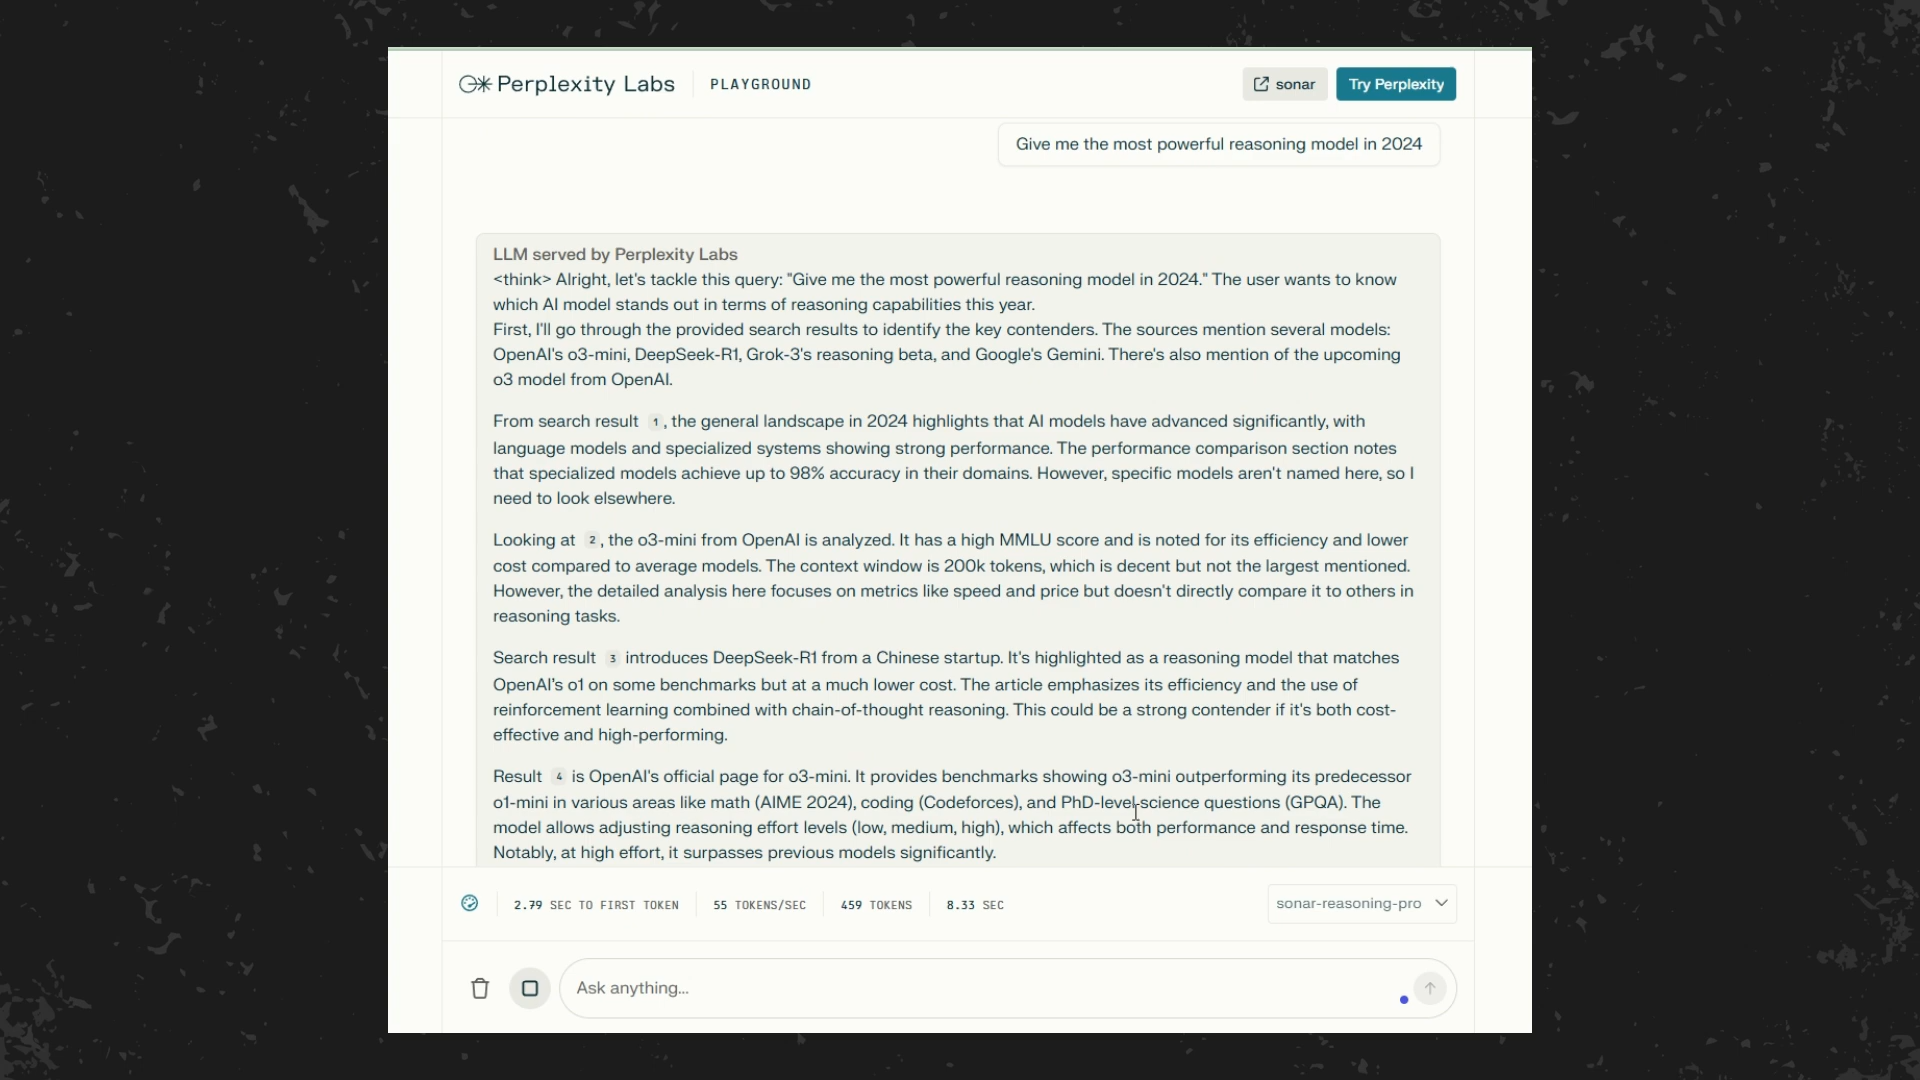 Perplexity Labs PLAYGROUND sonar Try Perplexity
Give me the most powerful reasoning model in 2024
LLM served by Perplexity Labs
<think> Alright, let's tackle this query: "Give me the most powerful reasoning model in 2024." The user wants to know
which AI model stands out in terms of reasoning capabilities this year.
First, I'll go through the provided search results to identify the key contenders. The sources mention several models:
OpenAI's o3-mini, DeepSeek-R1, Grok-3's reasoning beta, and Google's Gemini. There's also mention of the upcoming
o3 model from OpenAI.
From search result 1, the general landscape in 2024 highlights that AI models have advanced significantly, with
language models and specialized systems showing strong performance. The performance comparison section notes
that specialized models achieve up to 98% accuracy in their domains. However, specific models aren't named here, so I
need to look elsewhere.
Looking at 2, the o3-mini from OpenAI is analyzed. It has a high MMLU score and is noted for its efficiency and lower
cost compared to average models. The context window is 200k tokens, which is decent but not the largest mentioned.
However, the detailed analysis here focuses on metrics like speed and price but doesn't directly compare it to others in
reasoning tasks.
Search result 3 introduces DeepSeek-R1 from a Chinese startup. It's highlighted as a reasoning model that matches
OpenAI's o1 on some benchmarks but at a much lower cost. The article emphasizes its efficiency and the use of
reinforcement learning combined with chain-of-thought reasoning. This could be a strong contender if it's both cost-
effective and high-performing.
Result 4 is OpenAI's official page for o3-mini. It provides benchmarks showing o3-mini outperforming its predecessor
o1-mini in various areas like math (AIME 2024), coding (Codeforces), and PhD-level science questions (GPQA). The
model allows adjusting reasoning effort levels (low, medium, high), which affects both performance and response time.
Notably, at high effort, it surpasses previous models significantly.
2.79 SEC TO FIRST TOKEN 55 TOKENS/SEC 459 TOKENS 8.33 SEC sonar-reasoning-pro
Ask anything...